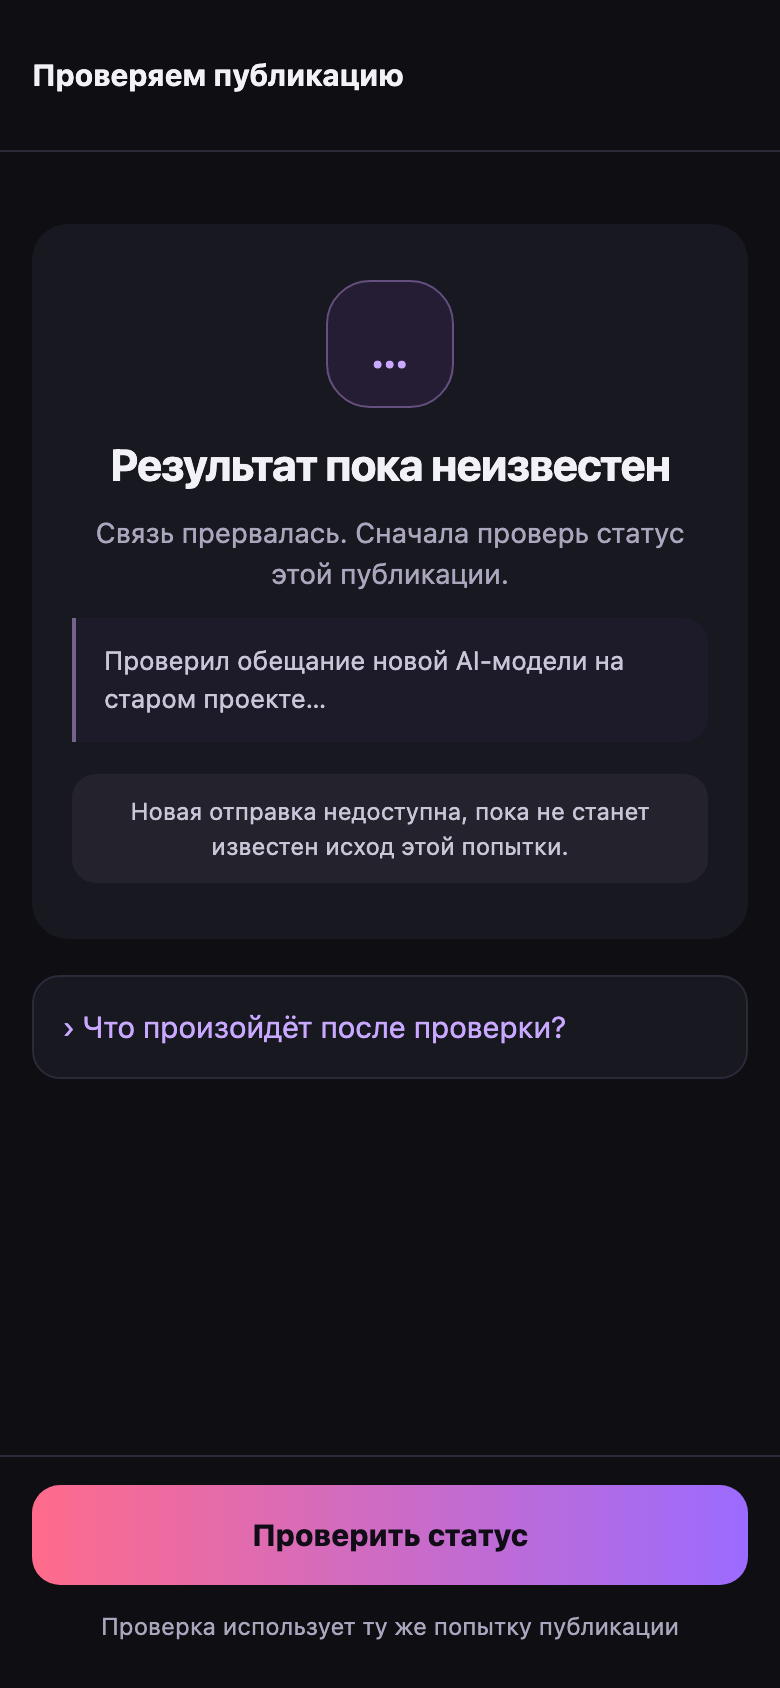 Проверяем публикацию
...
Результат пока неизвестен
Связь прервалась. Сначала проверь статус
этой публикации.
Проверил обещание новой AI-модели на
старом проекте...
Новая отправка недоступна, пока не станет
известен исход этой попытки.
› Что произойдёт после проверки?
Проверить статус
Проверка использует ту же попытку публикации